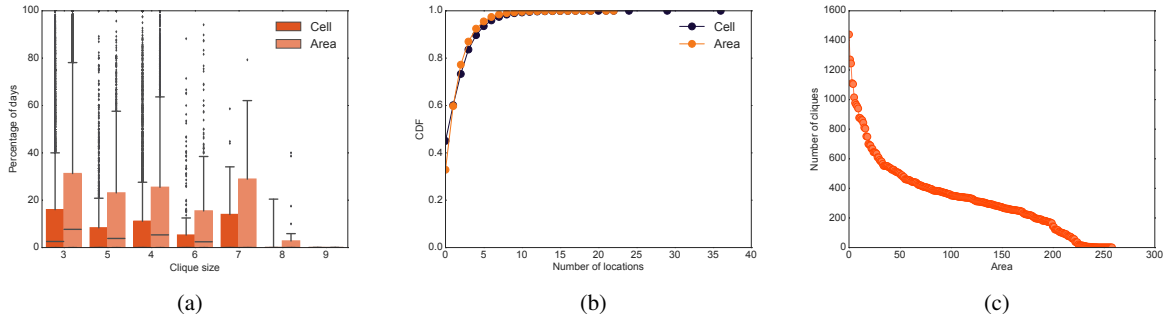 100
80
60
40
20
0
Percentage of days
3 5 4 6 7 8 9
Clique size
Cell
Area
(a)
1.0
0.8
0.6
0.4
0.2
0.0
CDF
0 5 10 15 20 25 30 35 40
Number of locations
Cell
Area
(b)
1600
1400
1200
1000
800
600
400
200
0
Number of cliques
0 50 100 150 200 250 300
Area
(c)